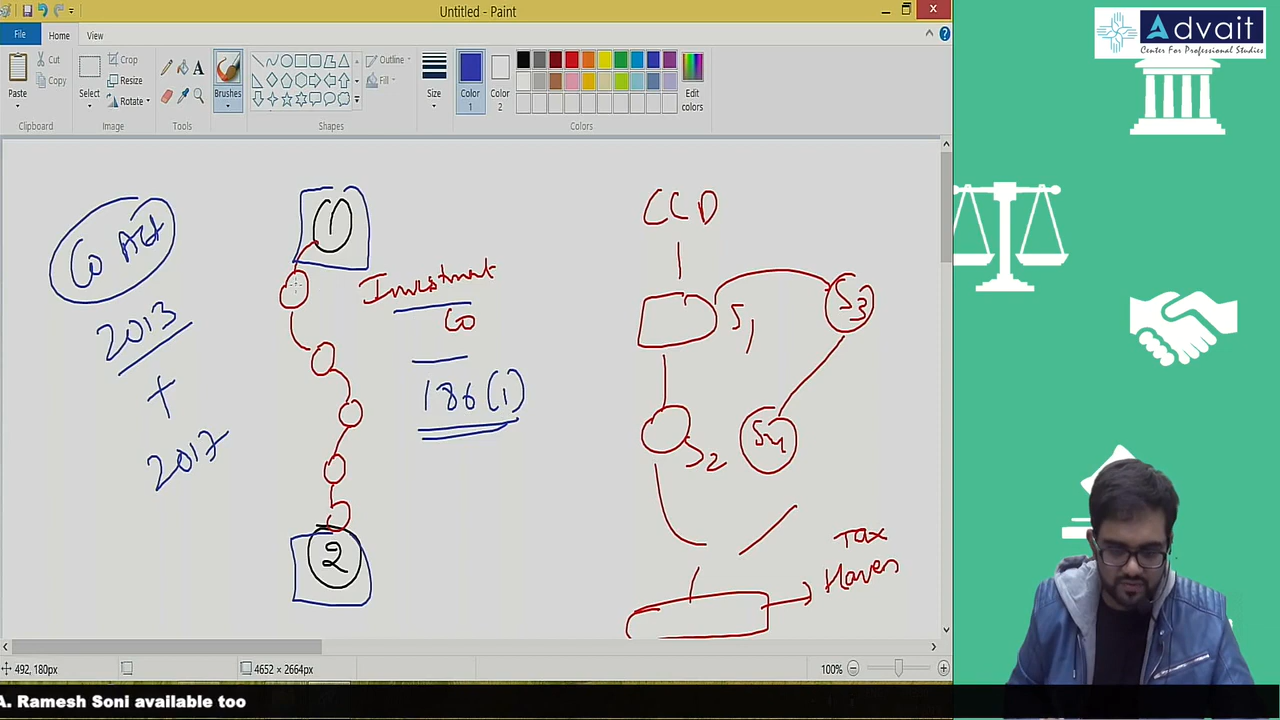 Untitled - Paint
File
Home
View
Paste
Cut
Copy
Clipboard
Select
Crop
Resize
Rotate
Image
Tools
Brushes
Outline
Fill
Shapes
Size
Color
1
Color
2
Edit
colors
Colors
Advait
Center For Professional Studies
Co Act
2013
+
2017
1
Investment
Co
186(1)
2
CCD
S1
S3
S2
S4
Tax
Haven
492, 180px
4652 × 2664px
100%
A. Ramesh Soni available too